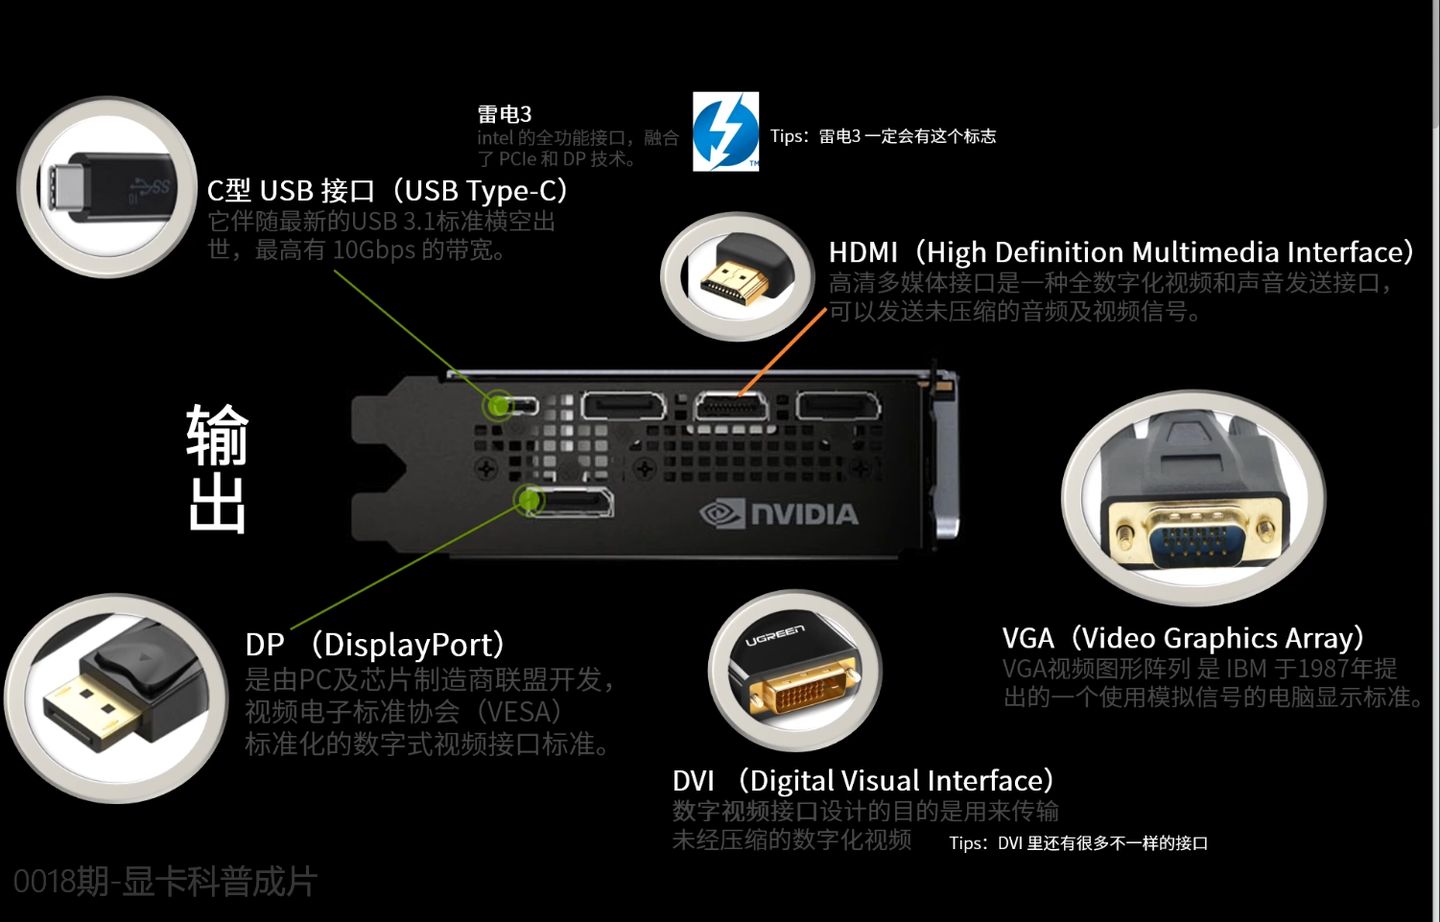 雷电3
intel 的全功能接口，融合
了 PCIe 和 DP 技术。
TM
Tips：雷电3 一定会有这个标志
SS
C型 USB 接口（USB Type-C）
它伴随最新的USB 3.1标准横空出
世，最高有 10Gbps 的带宽。
HDMI（High Definition Multimedia Interface）
高清多媒体接口是一种全数字化视频和声音发送接口，
可以发送未压缩的音频及视频信号。
输
出
NVIDIA
DP （DisplayPort）
是由PC及芯片制造商联盟开发，
视频电子标准协会（VESA）
标准化的数字式视频接口标准。
UGREEN
VGA（Video Graphics Array）
VGA视频图形阵列 是 IBM 于1987年提
出的一个使用模拟信号的电脑显示标准。
DVI （Digital Visual Interface）
数字视频接口设计的目的是用来传输
未经压缩的数字化视频
Tips：DVI 里还有很多不一样的接口
0018期-显卡科普成片